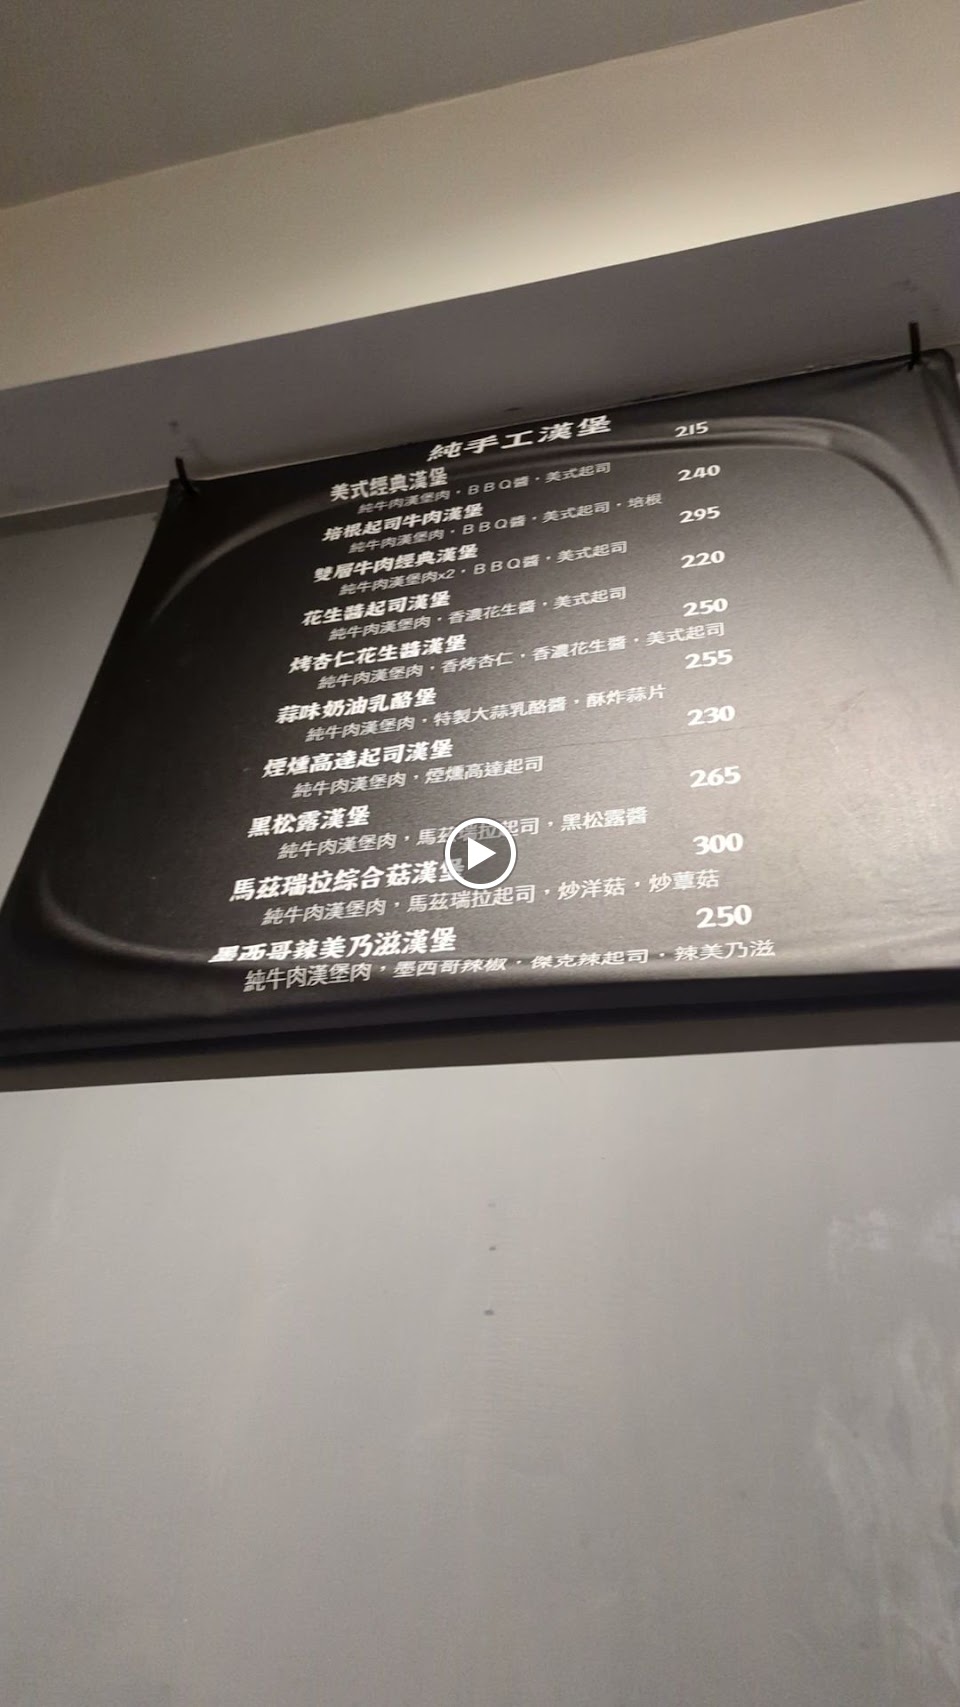 純手工漢堡
美式經典漢堡 215
純牛肉漢堡肉·BBQ醬·美式起司
培根起司牛肉漢堡 240
純牛肉漢堡肉·BBQ醬·美式起司·培根
雙層牛肉經典漢堡 295
純牛肉漢堡肉x2·BBQ醬·美式起司
花生醬起司漢堡 220
純牛肉漢堡肉·香濃花生醬·美式起司
烤杏仁花生醬漢堡 250
純牛肉漢堡肉·香烤杏仁·香濃花生醬·美式起司
蒜味奶油乳酪堡 255
純牛肉漢堡肉·特製大蒜乳酪醬·酥炸蒜片
煙燻高達起司漢堡 230
純牛肉漢堡肉，煙燻高達起司
黑松露漢堡 265
純牛肉漢堡肉，馬茲瑞拉起司，黑松露醬
馬茲瑞拉綜合菇漢堡 300
純牛肉漢堡肉，馬茲瑞拉起司，炒洋菇，炒蕈菇
墨西哥辣美乃滋漢堡 250
純牛肉漢堡肉，墨西哥辣椒·傑克辣起司·辣美乃滋